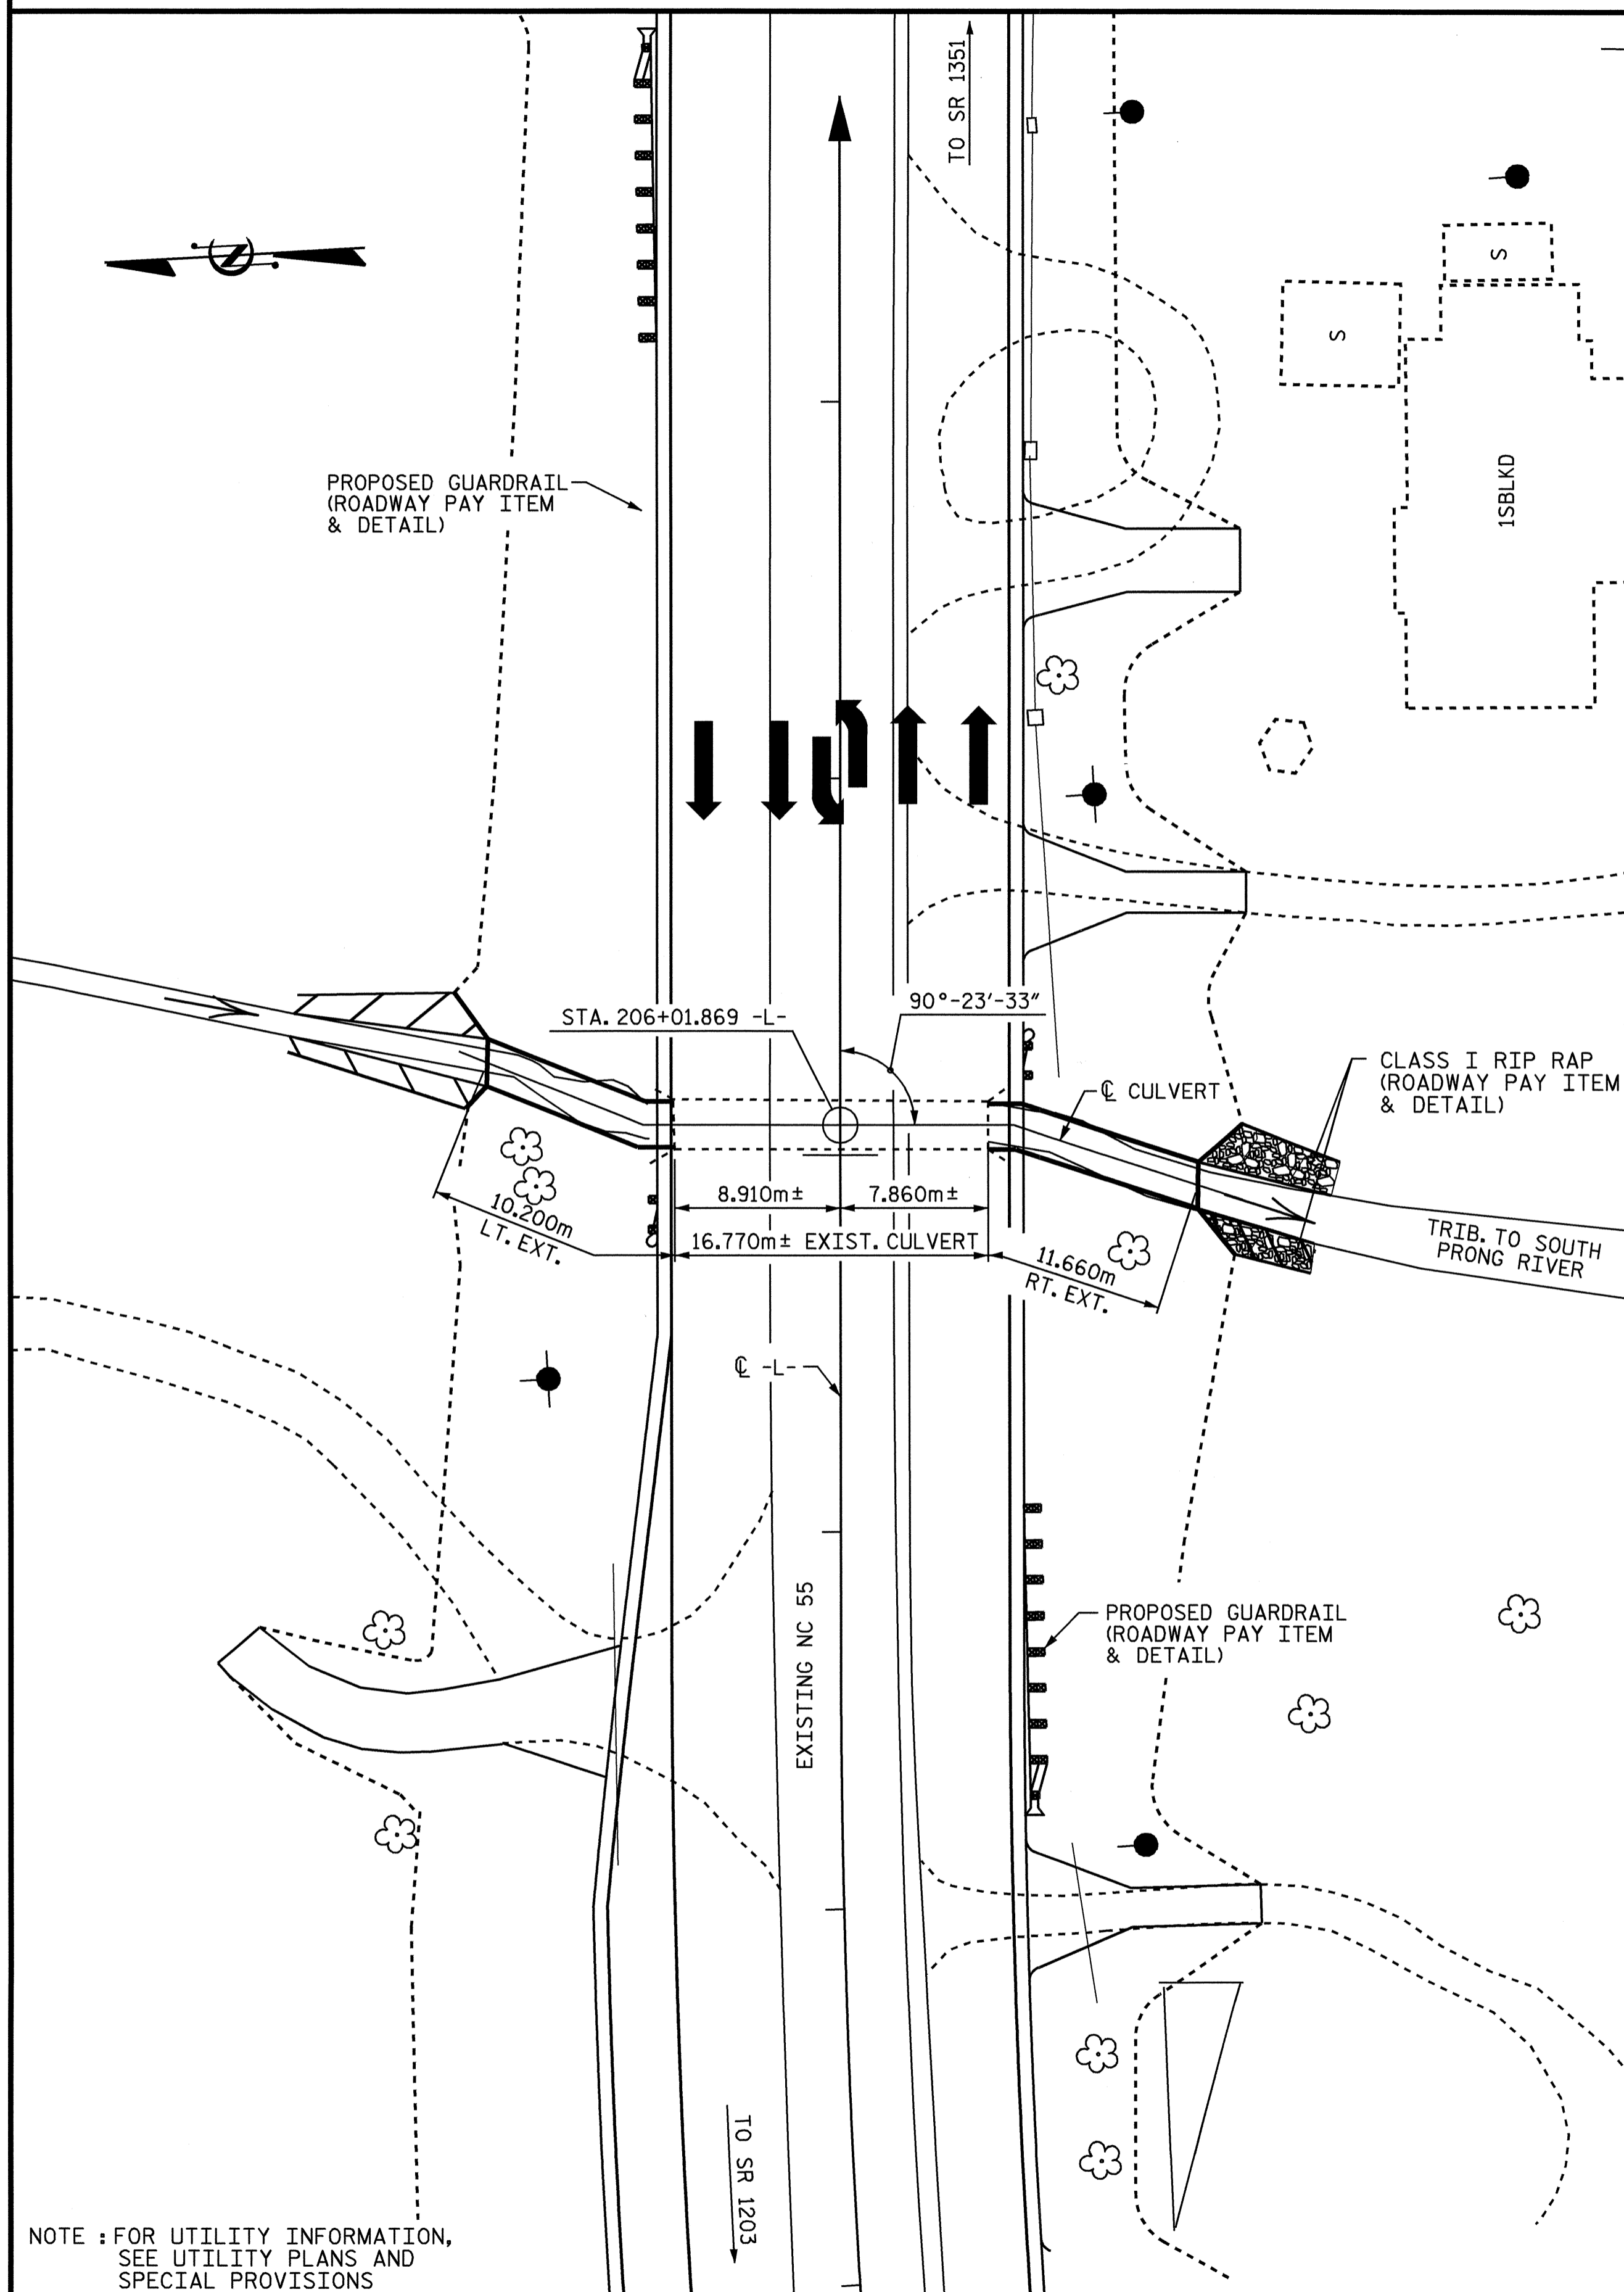 TO SR 1351
S
S
1SBLKD
PROPOSED GUARDRAIL
(ROADWAY PAY ITEM
& DETAIL)
STA. 206+01.869 -L-
90°-23'-33"
℄ CULVERT
CLASS I RIP RAP
(ROADWAY PAY ITEM
& DETAIL)
8.910m±
7.860m±
10.200m
LT. EXT.
16.770m± EXIST. CULVERT
11.660m
RT. EXT.
TRIB. TO SOUTH
PRONG RIVER
℄ -L-
EXISTING NC 55
PROPOSED GUARDRAIL
(ROADWAY PAY ITEM
& DETAIL)
TO SR 1203
NOTE : FOR UTILITY INFORMATION,
SEE UTILITY PLANS AND
SPECIAL PROVISIONS